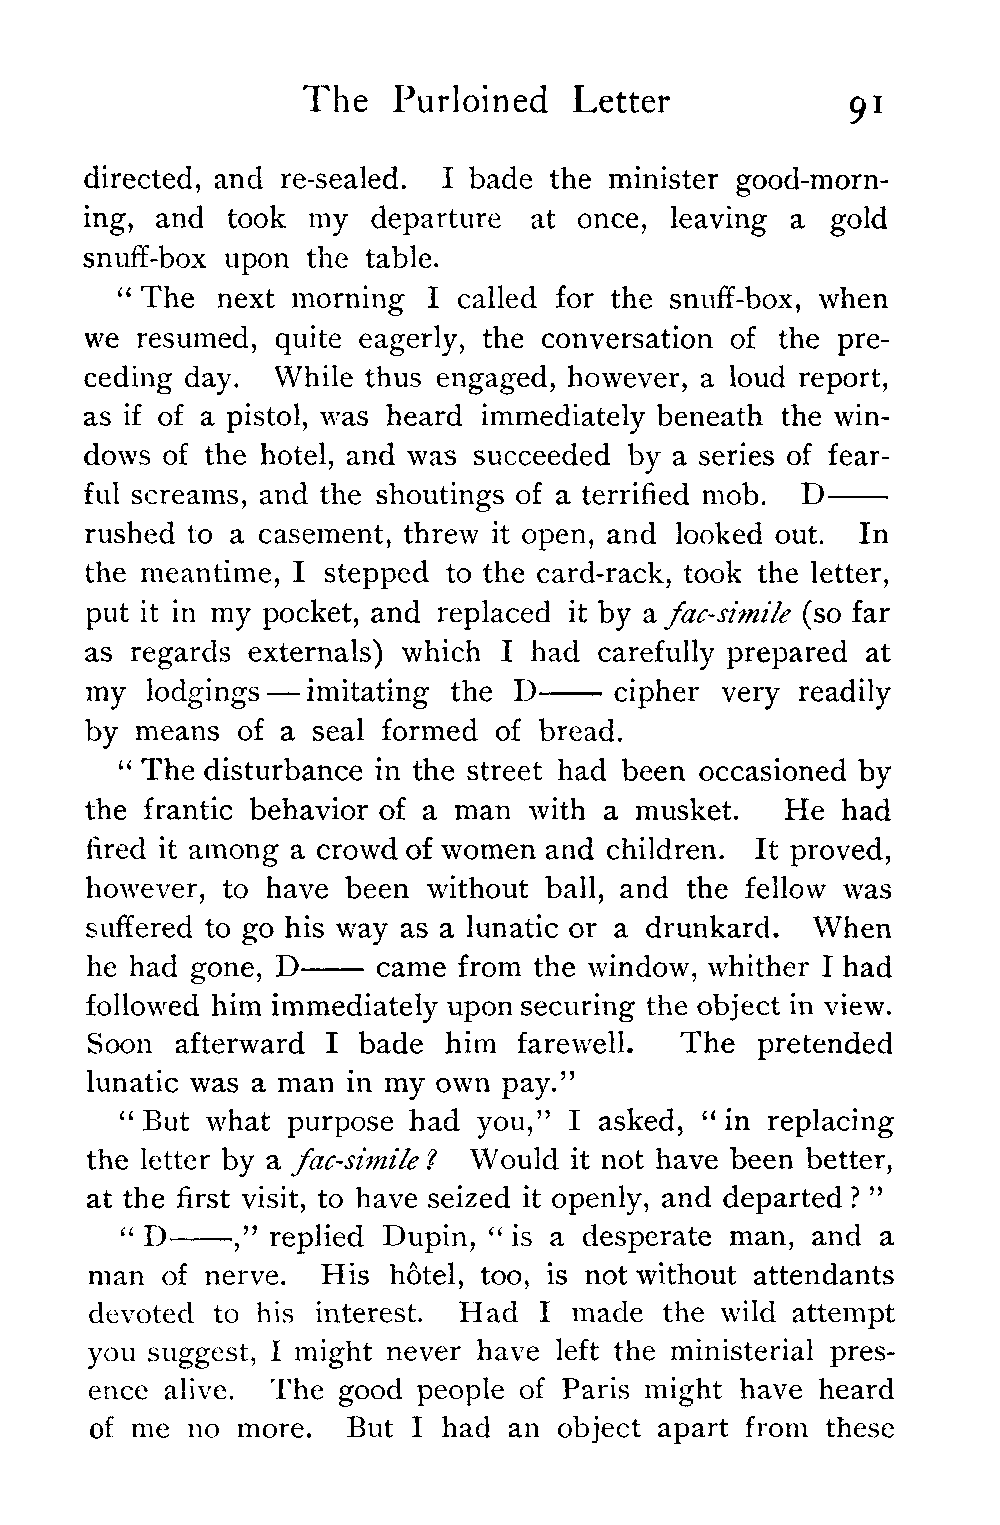 The Purloined Letter 91
directed, and re-sealed. I bade the minister good-morn-
ing, and took my departure at once, leaving a gold
snuff-box upon the table.
“ The next morning I called for the snuff-box, when
we resumed, quite eagerly, the conversation of the pre-
ceding day. While thus engaged, however, a loud report,
as if of a pistol, was heard immediately beneath the win-
dows of the hotel, and was succeeded by a series of fear-
ful screams, and the shoutings of a terrified mob. D——
rushed to a casement, threw it open, and looked out. In
the meantime, I stepped to the card-rack, took the letter,
put it in my pocket, and replaced it by a fac-simile (so far
as regards externals) which I had carefully prepared at
my lodgings — imitating the D—— cipher very readily
by means of a seal formed of bread.
“ The disturbance in the street had been occasioned by
the frantic behavior of a man with a musket. He had
fired it among a crowd of women and children. It proved,
however, to have been without ball, and the fellow was
suffered to go his way as a lunatic or a drunkard. When
he had gone, D—— came from the window, whither I had
followed him immediately upon securing the object in view.
Soon afterward I bade him farewell. The pretended
lunatic was a man in my own pay.”
“ But what purpose had you,” I asked, “ in replacing
the letter by a fac-simile ? Would it not have been better,
at the first visit, to have seized it openly, and departed ? ”
“ D——,” replied Dupin, “ is a desperate man, and a
man of nerve. His hôtel, too, is not without attendants
devoted to his interest. Had I made the wild attempt
you suggest, I might never have left the ministerial pres-
ence alive. The good people of Paris might have heard
of me no more. But I had an object apart from these